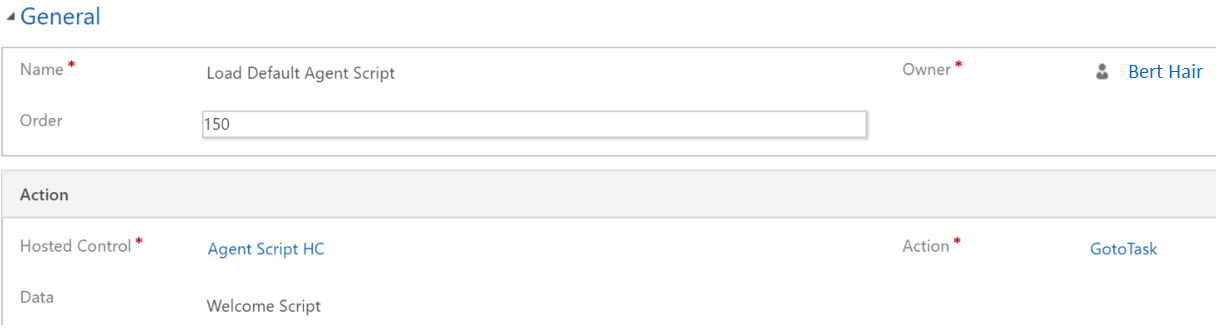 General
Name * Load Default Agent Script Owner * Bert Hair
Order 150
Action
Hosted Control * Agent Script HC Action * GotoTask
Data Welcome Script